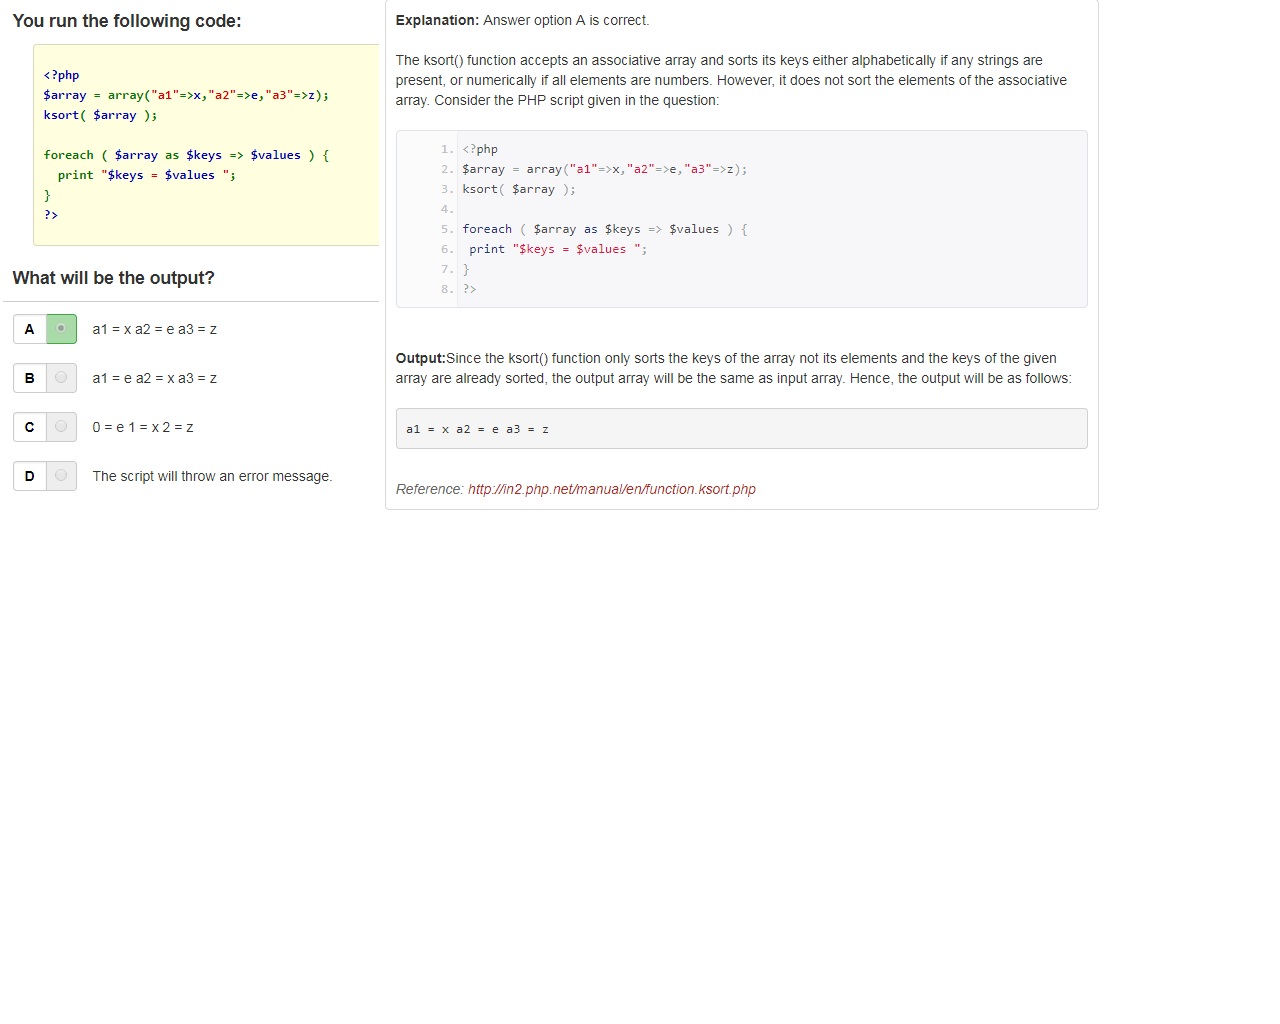 You run the following code:
<?php
$array = array("a1"=>x,"a2"=>e,"a3"=>z);
ksort( $array );
foreach ( $array as $keys => $values ) {
print "$keys = $values ";
}
?>
What will be the output?
A a1 = x a2 = e a3 = z
B a1 = e a2 = x a3 = z
C 0 = e 1 = x 2 = z
D The script will throw an error message.
Explanation: Answer option A is correct.
The ksort() function accepts an associative array and sorts its keys either alphabetically if any strings are
present, or numerically if all elements are numbers. However, it does not sort the elements of the associative
array. Consider the PHP script given in the question:
1. <?php
2. $array = array("a1"=>x,"a2"=>e,"a3"=>z);
3. ksort( $array );
4.
5. foreach ( $array as $keys => $values ) {
6. print "$keys = $values ";
7. }
8. ?>
Output:Since the ksort() function only sorts the keys of the array not its elements and the keys of the given
array are already sorted, the output array will be the same as input array. Hence, the output will be as follows:
a1 = x a2 = e a3 = z
Reference: http://in2.php.net/manual/en/function.ksort.php